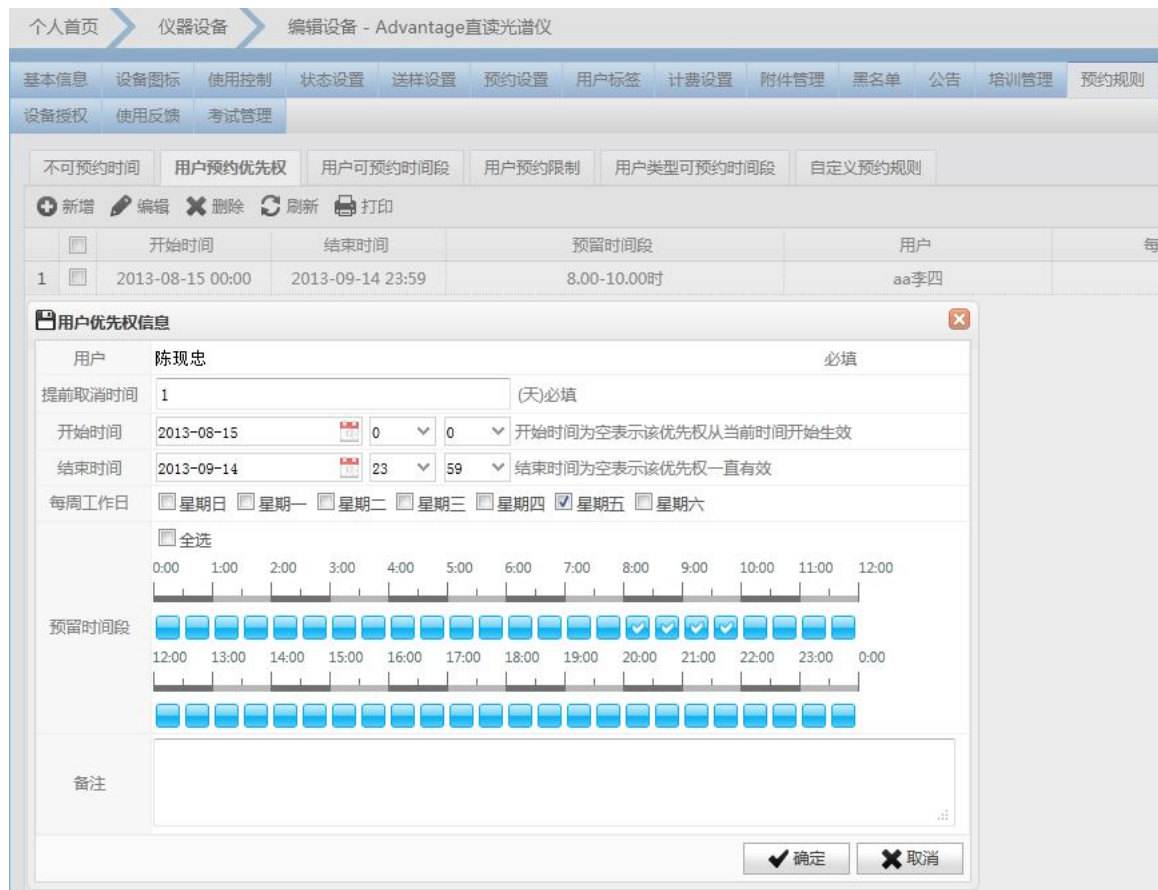 个人首页 仪器设备 编辑设备 - Advantage直读光谱仪
基本信息 设备图标 使用控制 状态设置 送样设置 预约设置 用户标签 计费设置 附件管理 黑名单 公告 培训管理 预约规则
设备授权 使用反馈 考试管理
不可预约时间 用户预约优先权 用户可预约时间段 用户预约限制 用户类型可预约时间段 自定义预约规则
新增 编辑 删除 刷新 打印
开始时间 结束时间 预留时间段 用户 每
1 2013-08-15 00:00 2013-09-14 23:59 8.00-10.00时 aa李四
用户优先权信息
用户 陈现忠 必填
提前取消时间 1 (天)必填
开始时间 2013-08-15 0 0 开始时间为空表示该优先权从当前时间开始生效
结束时间 2013-09-14 23 59 结束时间为空表示该优先权一直有效
每周工作日 星期日 星期一 星期二 星期三 星期四 星期五 星期六
全选
0:00 1:00 2:00 3:00 4:00 5:00 6:00 7:00 8:00 9:00 10:00 11:00 12:00
预留时间段
12:00 13:00 14:00 15:00 16:00 17:00 18:00 19:00 20:00 21:00 22:00 23:00 0:00
备注
确定 取消